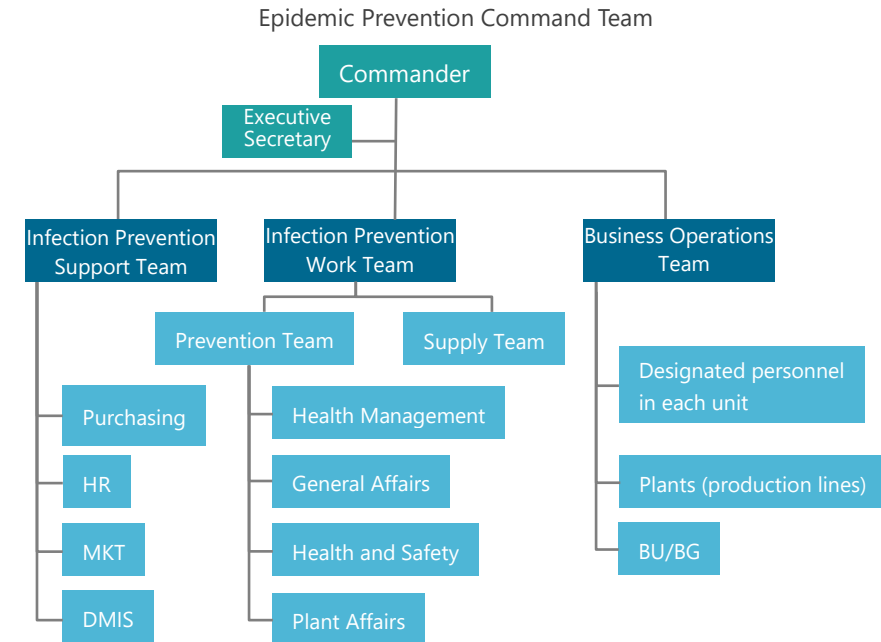 Epidemic Prevention Command Team
Commander
Executive
Secretary
Infection Prevention
Support Team
Infection Prevention
Work Team
Business Operations
Team
Prevention Team
Supply Team
Designated personnel
in each unit
Purchasing
Health Management
HR
General Affairs
Plants (production lines)
MKT
Health and Safety
BU/BG
DMIS
Plant Affairs